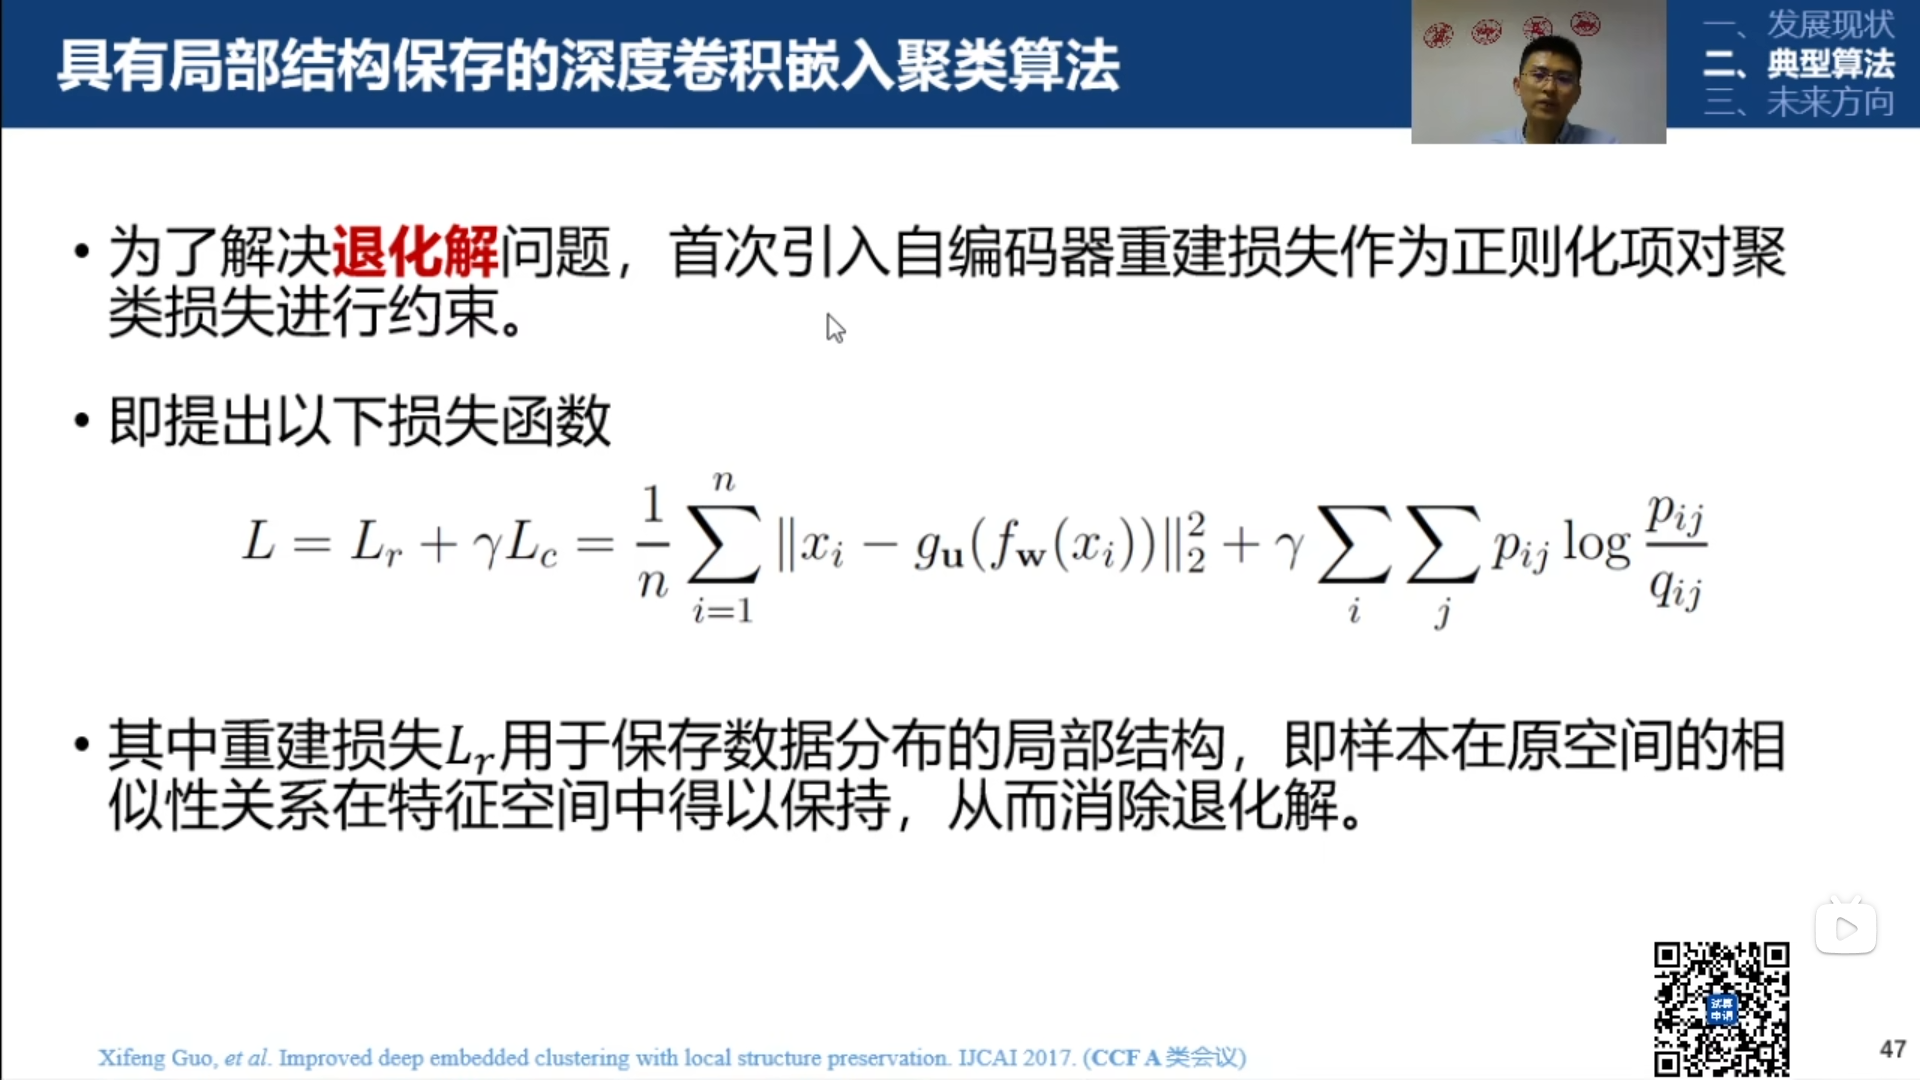 具有局部结构保存的深度卷积嵌入聚类算法
一、发展现状
二、典型算法
三、未来方向
• 为了解决退化解问题，首次引入自编码器重建损失作为正则化项对聚
类损失进行约束。
• 即提出以下损失函数
L = L_r + γL_c = \frac{1}{n} \sum_{i=1}^{n} \|x_i − g_{\mathbf{u}}(f_{\mathbf{w}}(x_i))\|_2^2 + γ \sum_i \sum_j p_{ij} \log \frac{p_{ij}}{q_{ij}}
• 其中重建损失L_r用于保存数据分布的局部结构，即样本在原空间的相
似性关系在特征空间中得以保持，从而消除退化解。
试算
申请
Xifeng Guo, et al. Improved deep embedded clustering with local structure preservation. IJCAI 2017. (CCF A 类会议)
47